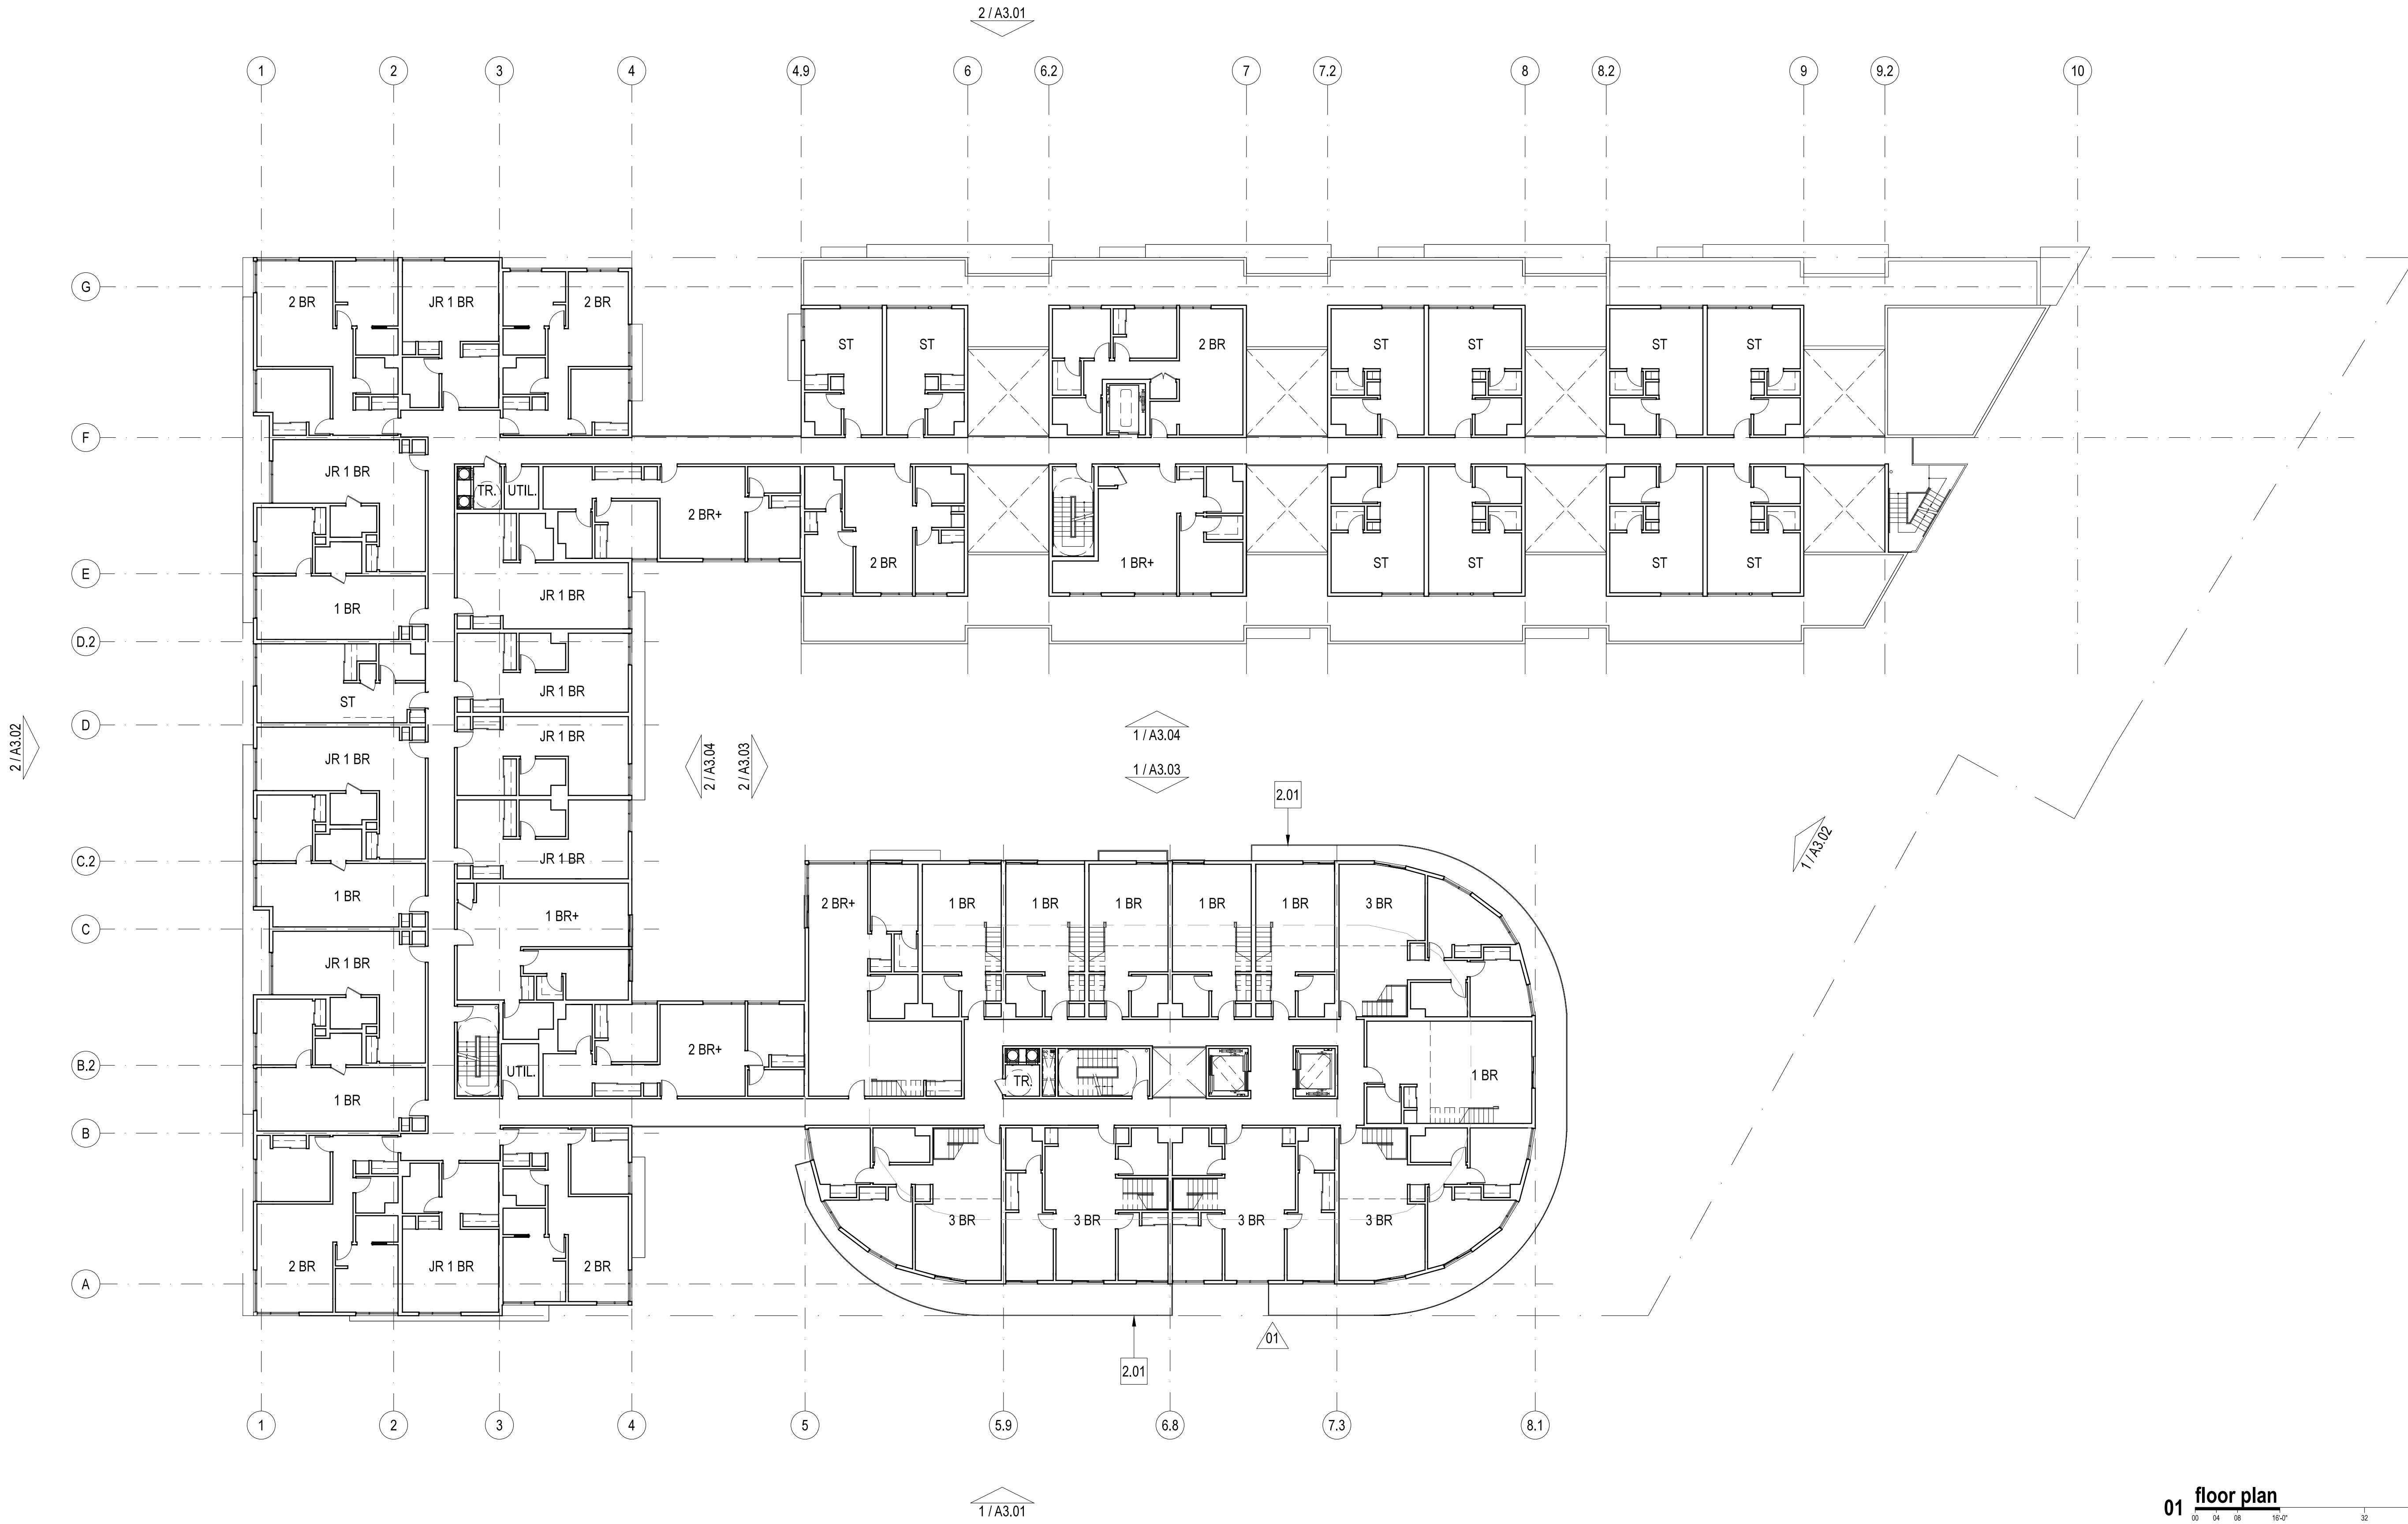 2 / A3.01
1 2 3 4 4.9 6 6.2 7 7.2 8 8.2 9 9.2 10
G
2 BR JR 1 BR 2 BR
ST ST 2 BR ST ST ST ST
F
JR 1 BR
TR. UTIL.
2 BR+
E
2 BR 1 BR+ ST ST ST ST
1 BR JR 1 BR
D.2
JR 1 BR
ST
D
2 / A3.02
JR 1 BR
JR 1 BR
2 / A3.04
2 / A3.03
1 / A3.04
1 / A3.03
2.01
1 / A3.02
C.2
JR 1 BR
1 BR
2 BR+ 1 BR 1 BR 1 BR 1 BR 1 BR 3 BR
1 BR+
C
JR 1 BR
2 BR+
B.2
UTIL.
TR.
1 BR
1 BR
B
3 BR 3 BR 3 BR 3 BR
2 BR JR 1 BR 2 BR
A
01
2.01
1 2 3 4 5 5.9 6.8 7.3 8.1
1 / A3.01
01 floor plan
00 04 08 16'-0" 32